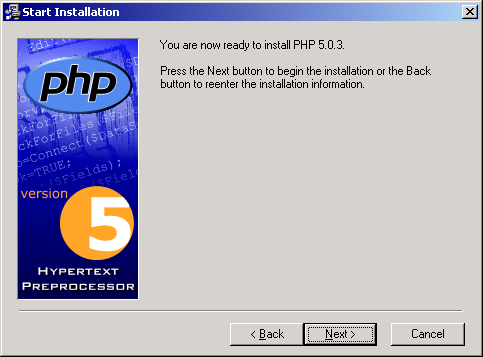 Start Installation
You are now ready to install PHP 5.0.3.
Press the Next button to begin the installation or the Back
button to reenter the installation information.
php
ckForFiles
o=Connect($DataS
k=TRUE;
($Fields);
version
5
HYPERTEXT
PREPROCESSOR
< Back
Next >
Cancel